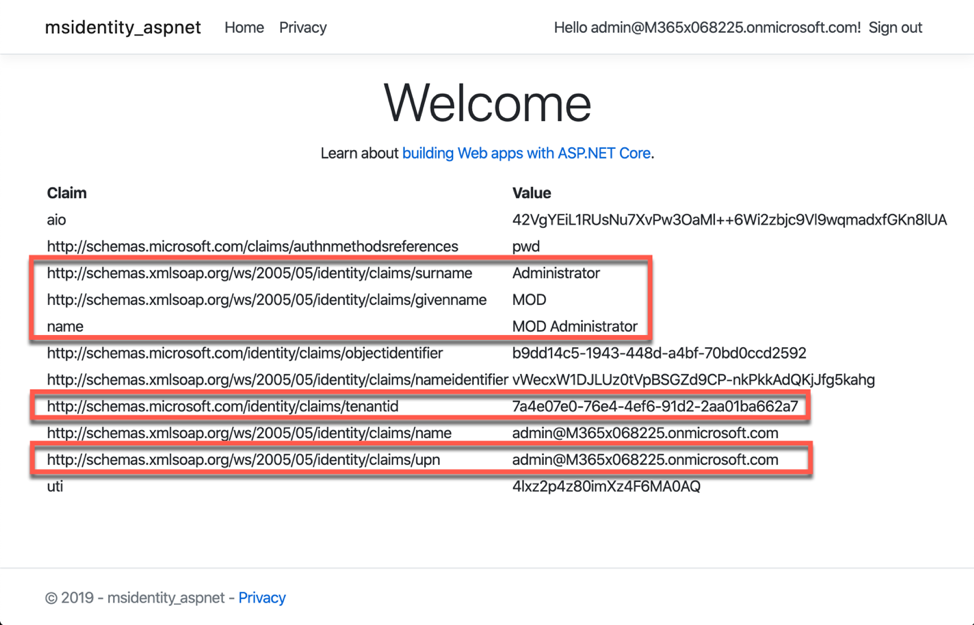 msidentity_aspnet Home Privacy Hello admin@M365x068225.onmicrosoft.com! Sign out
Welcome
Learn about building Web apps with ASP.NET Core.
Claim Value
aio 42VgYEiL1RUsNu7XvPw3OaMl++6Wi2zbjc9Vl9wqmadxfGKn8lUA
http://schemas.microsoft.com/claims/authnmethodsreferences pwd
http://schemas.xmlsoap.org/ws/2005/05/identity/claims/surname Administrator
http://schemas.xmlsoap.org/ws/2005/05/identity/claims/givenname MOD
name MOD Administrator
http://schemas.microsoft.com/identity/claims/objectidentifier b9dd14c5-1943-448d-a4bf-70bd0ccd2592
http://schemas.xmlsoap.org/ws/2005/05/identity/claims/nameidentifier vWecxW1DJLUz0tVpBSGZd9CP-nkPkkAdQKjJfg5kahg
http://schemas.microsoft.com/identity/claims/tenantid 7a4e07e0-76e4-4ef6-91d2-2aa01ba662a7
http://schemas.xmlsoap.org/ws/2005/05/identity/claims/name admin@M365x068225.onmicrosoft.com
http://schemas.xmlsoap.org/ws/2005/05/identity/claims/upn admin@M365x068225.onmicrosoft.com
uti 4lxz2p4z80imXz4F6MA0AQ
© 2019 - msidentity_aspnet - Privacy